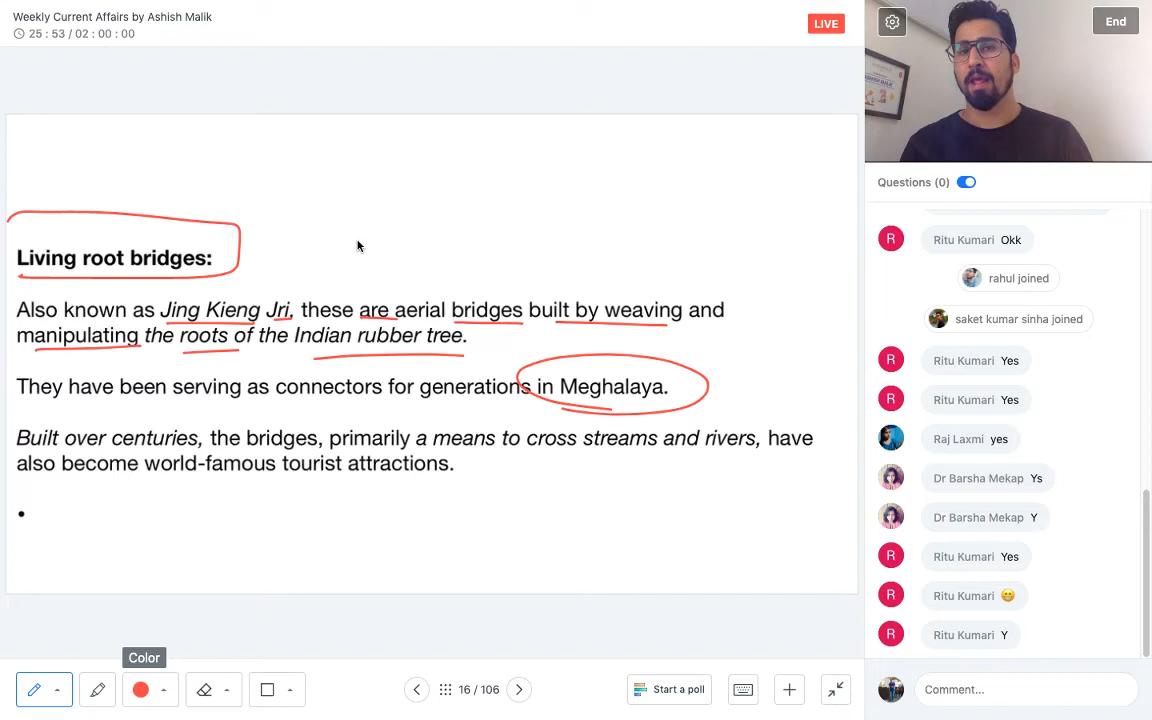 Weekly Current Affairs by Ashish Malik
25 : 53 / 02 : 00 : 00
LIVE
End
Living root bridges:
Also known as Jing Kieng Jri, these are aerial bridges built by weaving and
manipulating the roots of the Indian rubber tree.
They have been serving as connectors for generations in Meghalaya.
Built over centuries, the bridges, primarily a means to cross streams and rivers, have
also become world-famous tourist attractions.
•
Color
16 / 106
Start a poll
Questions (0)
R Ritu Kumari Okk
rahul joined
saket kumar sinha joined
R Ritu Kumari Yes
R Ritu Kumari Yes
Raj Laxmi yes
Dr Barsha Mekap Ys
Dr Barsha Mekap Y
R Ritu Kumari Yes
R Ritu Kumari 😁
R Ritu Kumari Y
Comment...